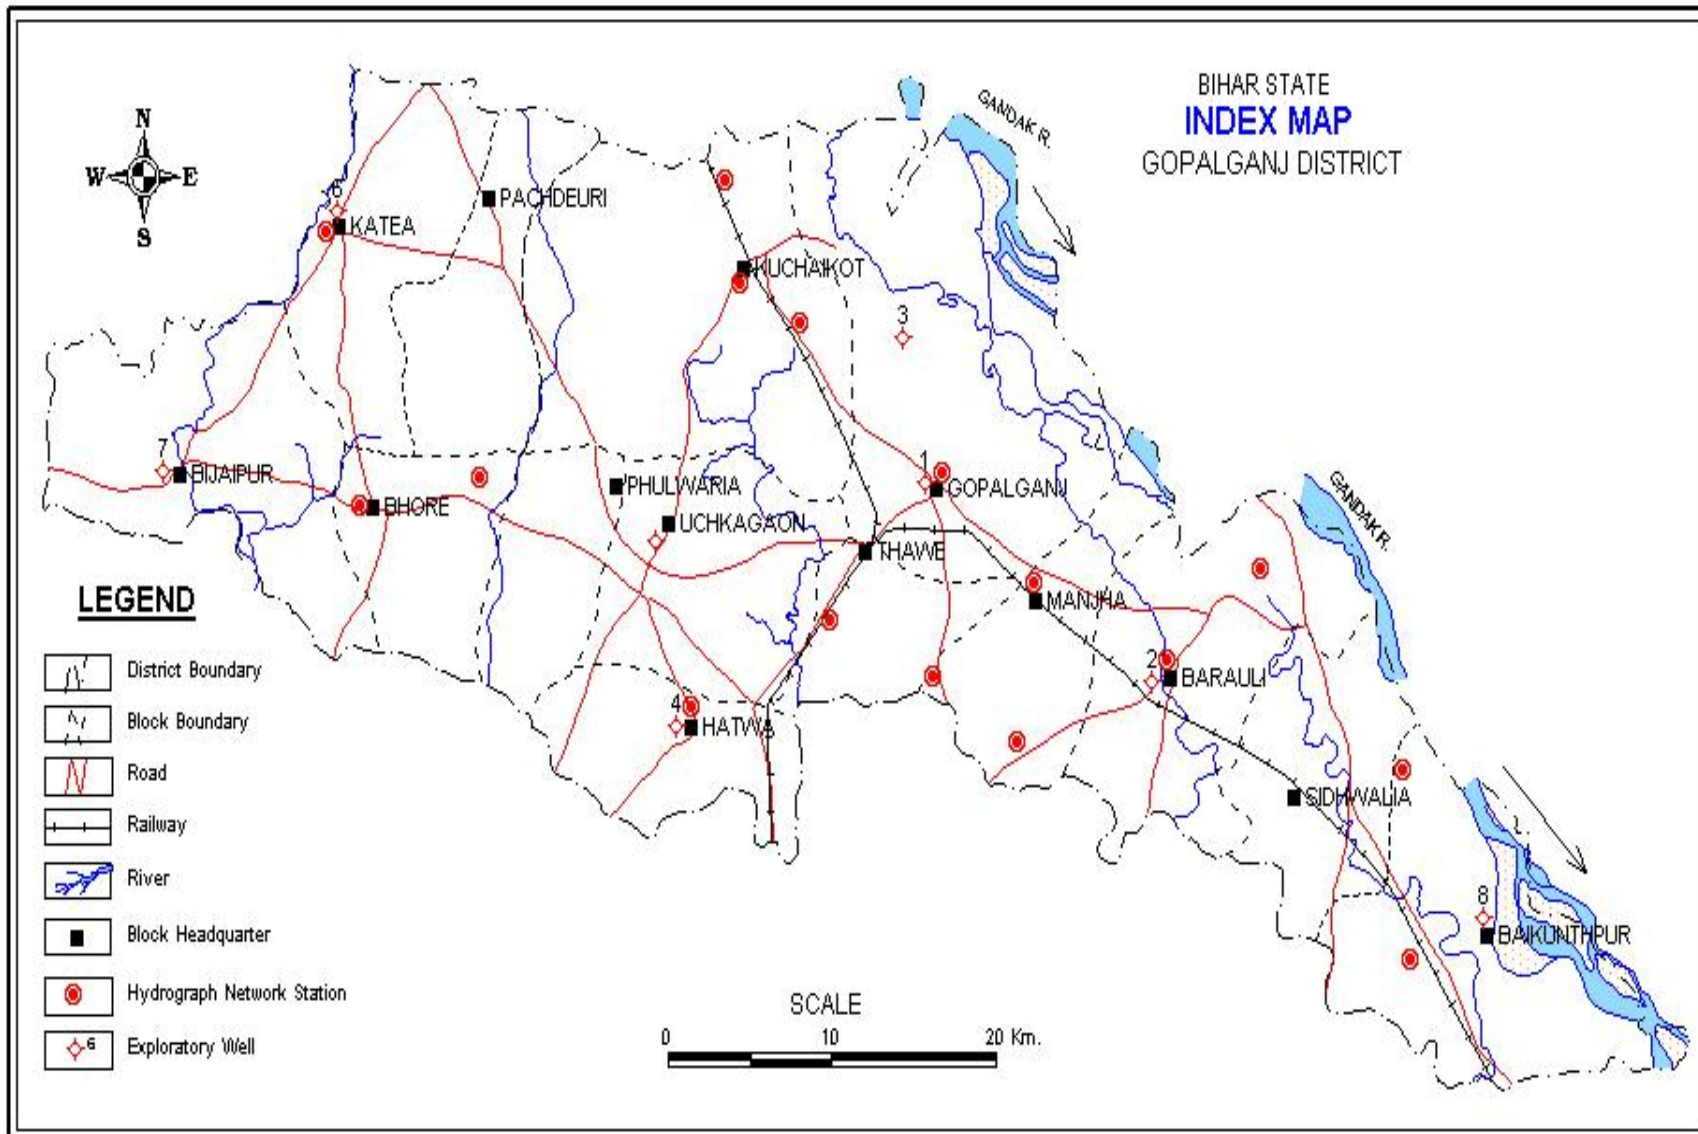 BIHAR STATE
INDEX MAP
GOPALGANJ DISTRICT
N
W E
S
GANDAK R.
6
KATEA
PACHDEURI
KUCHAIKOT
3
7
BIJAIPUR
BHORE
PHULWARIA
UCHKAGAON
1
GOPALGANJ
THAWE
MANJHA
GANDAK R.
2
BARAULI
4
HATWA
SIDHWALIA
8
BAIKUNTHPUR
LEGEND
District Boundary
Block Boundary
Road
Railway
River
Block Headquarter
Hydrograph Network Station
6 Exploratory Well
SCALE
0 10 20 Km.